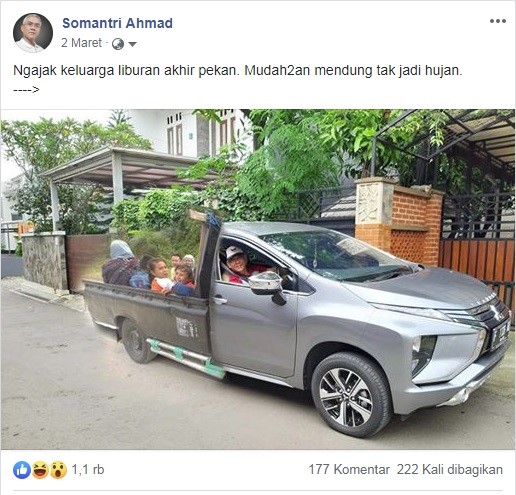 Somantri Ahmad
2 Maret ·
Ngajak keluarga liburan akhir pekan. Mudah2an mendung tak jadi hujan.
---->
1,1 rb
177 Komentar 222 Kali dibagikan